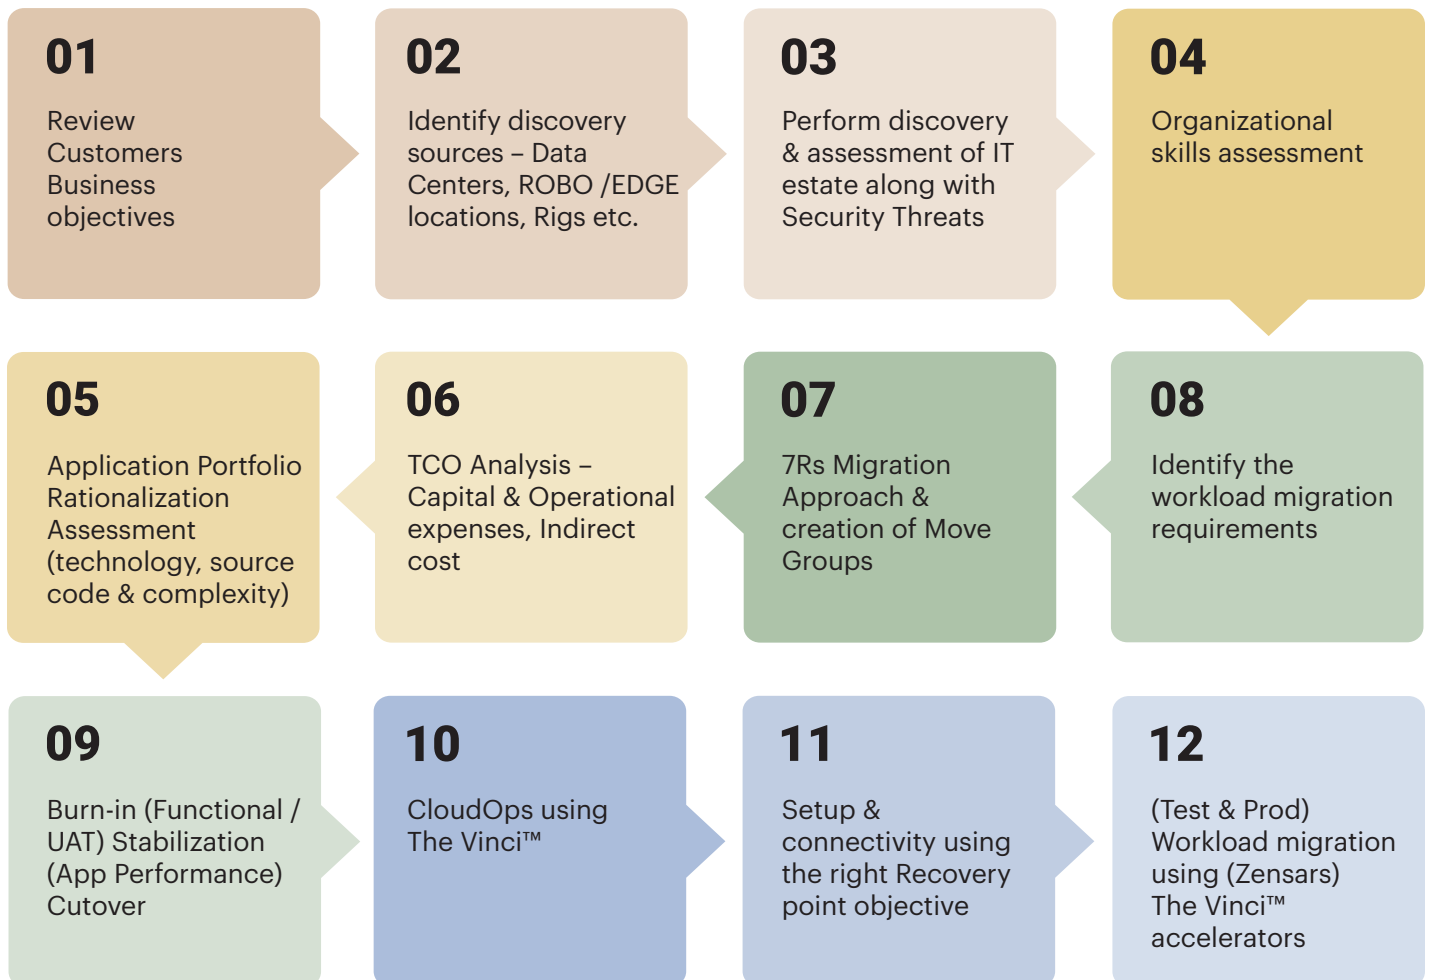 01
Review
Customers
Business
objectives
02
Identify discovery
sources – Data
Centers, ROBO /EDGE
locations, Rigs etc.
03
Perform discovery
& assessment of IT
estate along with
Security Threats
04
Organizational
skills assessment
05
Application Portfolio
Rationalization
Assessment
(technology, source
code & complexity)
06
TCO Analysis –
Capital & Operational
expenses, Indirect
cost
07
7Rs Migration
Approach &
creation of Move
Groups
08
Identify the
workload migration
requirements
09
Burn-in (Functional /
UAT) Stabilization
(App Performance)
Cutover
10
CloudOps using
The Vinci™
11
Setup &
connectivity using
the right Recovery
point objective
12
(Test & Prod)
Workload migration
using (Zensars)
The Vinci™
accelerators